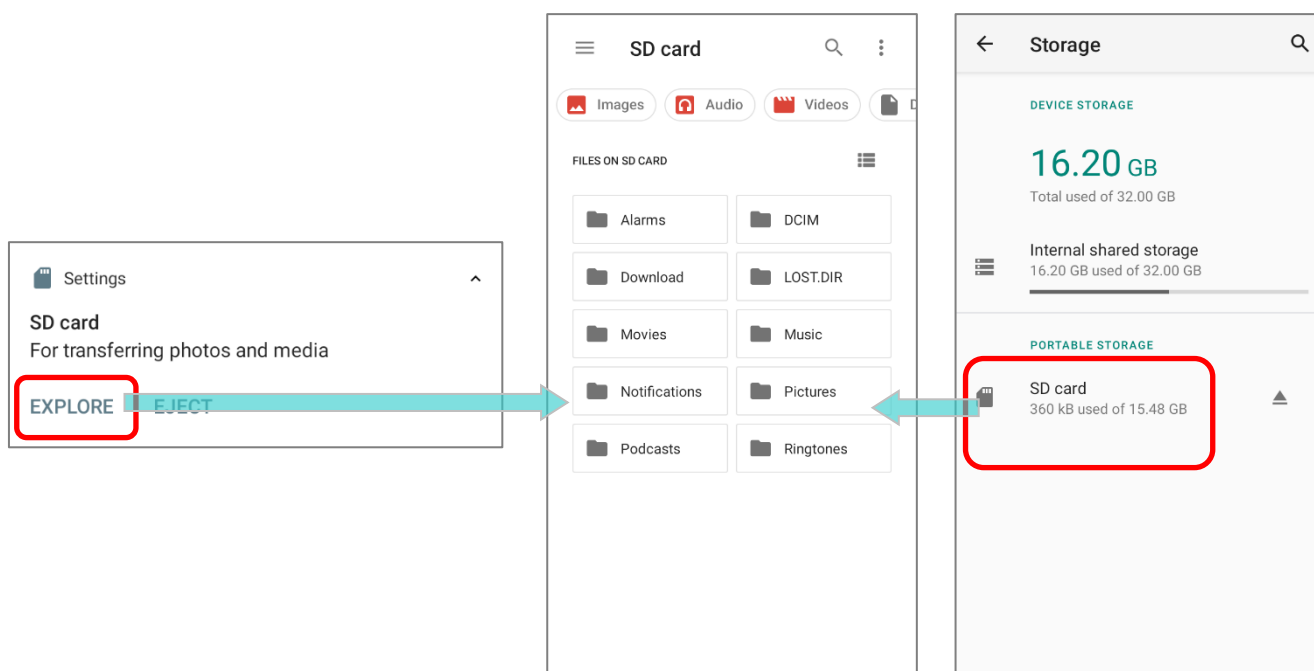 Settings
SD card
For transferring photos and media
EXPLORE EJECT
SD card
Images Audio Videos
FILES ON SD CARD
Alarms DCIM
Download LOST.DIR
Movies Music
Notifications Pictures
Podcasts Ringtones
Storage
DEVICE STORAGE
16.20 GB
Total used of 32.00 GB
Internal shared storage
16.20 GB used of 32.00 GB
PORTABLE STORAGE
SD card
360 kB used of 15.48 GB